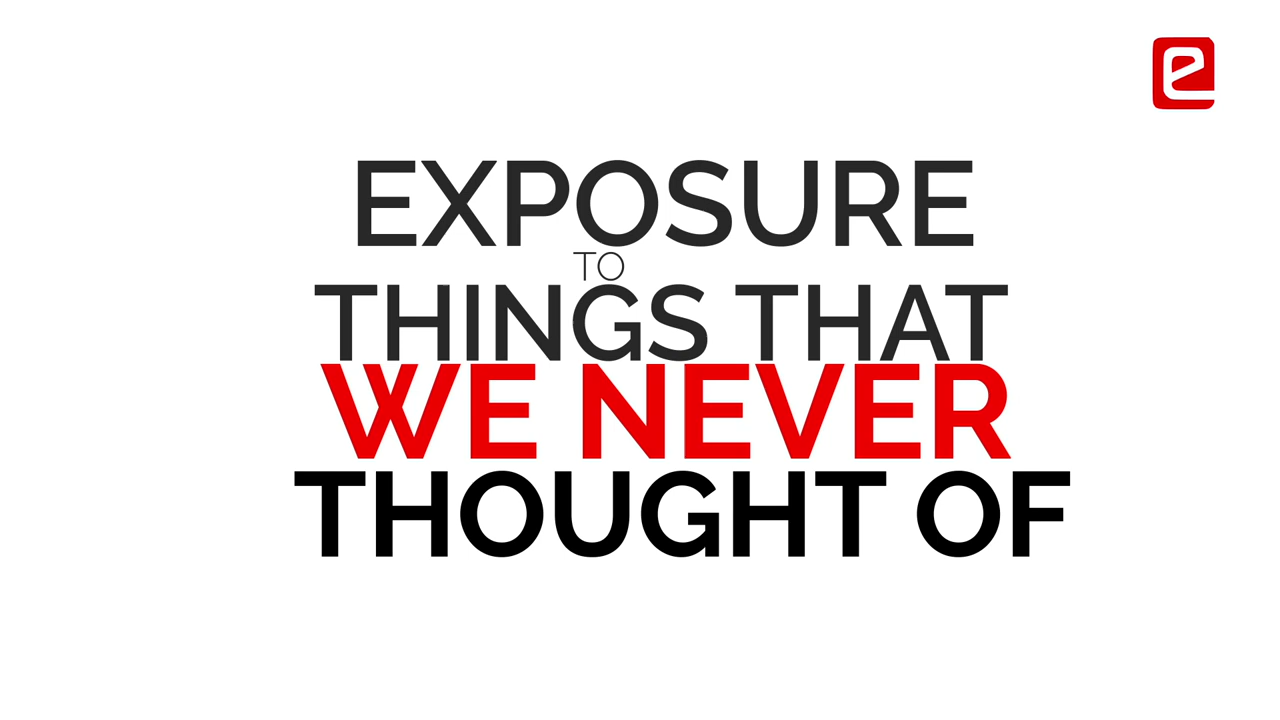 e
EXPOSURE
TO
THINGS THAT
WE NEVER
THOUGHT OF